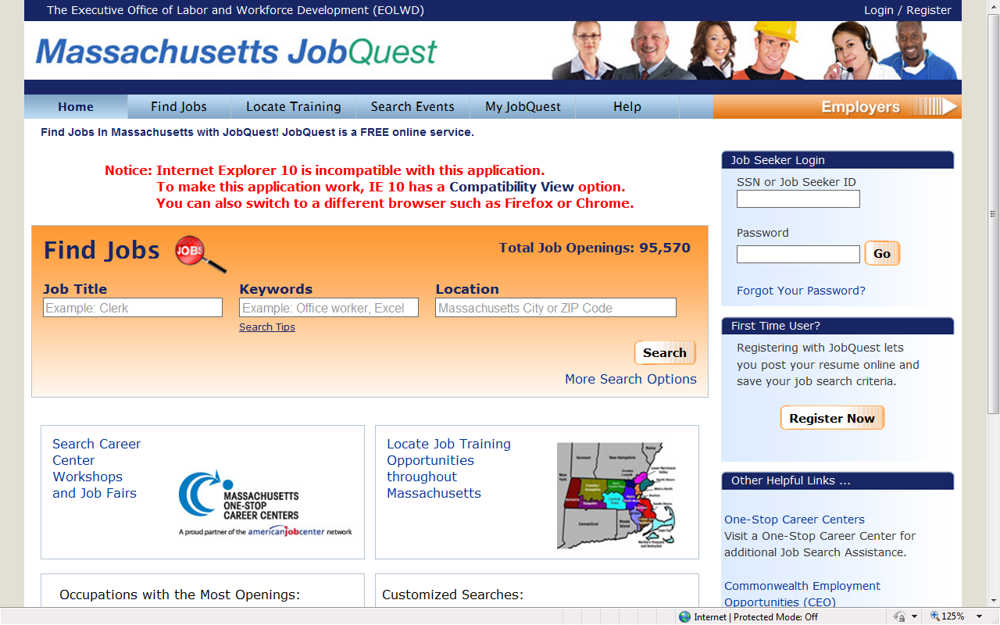 The Executive Office of Labor and Workforce Development (EOLWD)
Login / Register
Massachusetts JobQuest
Home
Find Jobs
Locate Training
Search Events
My JobQuest
Help
Employers
Find Jobs In Massachusetts with JobQuest! JobQuest is a FREE online service.
Notice: Internet Explorer 10 is incompatible with this application.
To make this application work, IE 10 has a Compatibility View option.
You can also switch to a different browser such as Firefox or Chrome.
Find Jobs
JOBS
Total Job Openings: 95,570
Job Title
Keywords
Location
Example: Clerk
Example: Office worker, Excel
Massachusetts City or ZIP Code
Search Tips
Search
More Search Options
Search Career
Center
Workshops
and Job Fairs
MASSACHUSETTS
ONE-STOP
CAREER CENTERS
A proud partner of the americanjobcenter network
Locate Job Training
Opportunities
throughout
Massachusetts
Vermont
New Hampshire
Maine
New York
Connecticut
Rhode Island
Occupations with the Most Openings:
Customized Searches:
Job Seeker Login
SSN or Job Seeker ID
Password
Go
Forgot Your Password?
First Time User?
Registering with JobQuest lets
you post your resume online and
save your job search criteria.
Register Now
Other Helpful Links ...
One-Stop Career Centers
Visit a One-Stop Career Center for
additional Job Search Assistance.
Commonwealth Employment
Opportunities (CEO)
Internet | Protected Mode: Off
125%